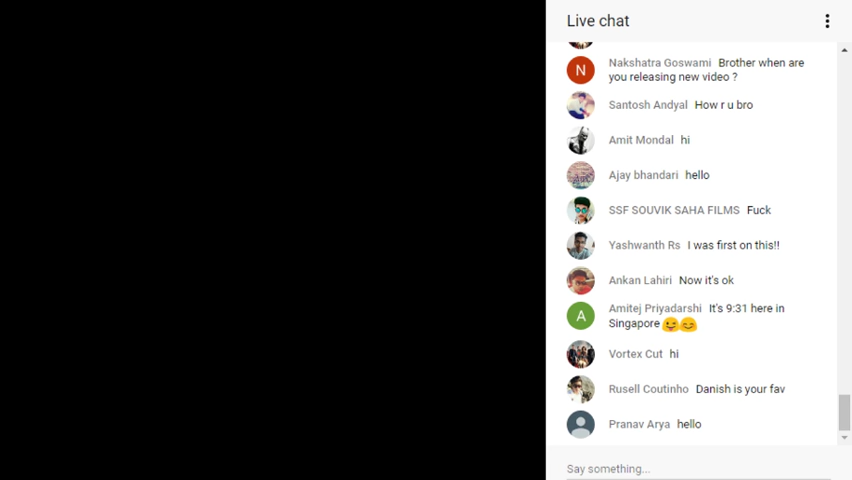 Live chat
N
Nakshatra Goswami Brother when are
you releasing new video ?
Santosh Andyal How r u bro
Amit Mondal hi
Ajay bhandari hello
SSF SOUVIK SAHA FILMS Fuck
Yashwanth Rs I was first on this!!
Ankan Lahiri Now it's ok
A
Amitej Priyadarshi It's 9:31 here in
Singapore 😜😊
Vortex Cut hi
Rusell Coutinho Danish is your fav
Pranav Arya hello
Say something...